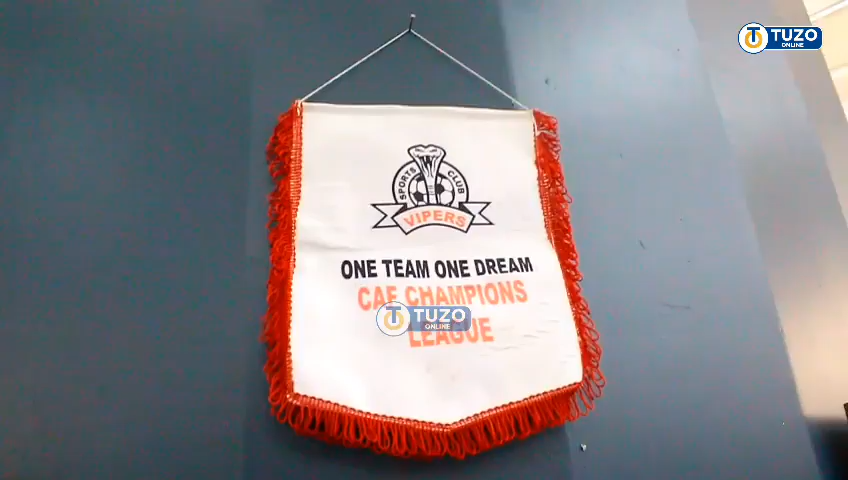 TUZO
ONLINE
SPORTS CLUB
VIPERS
ONE TEAM ONE DREAM
CAF CHAMPIONS
LEAGUE
TUZO
ONLINE